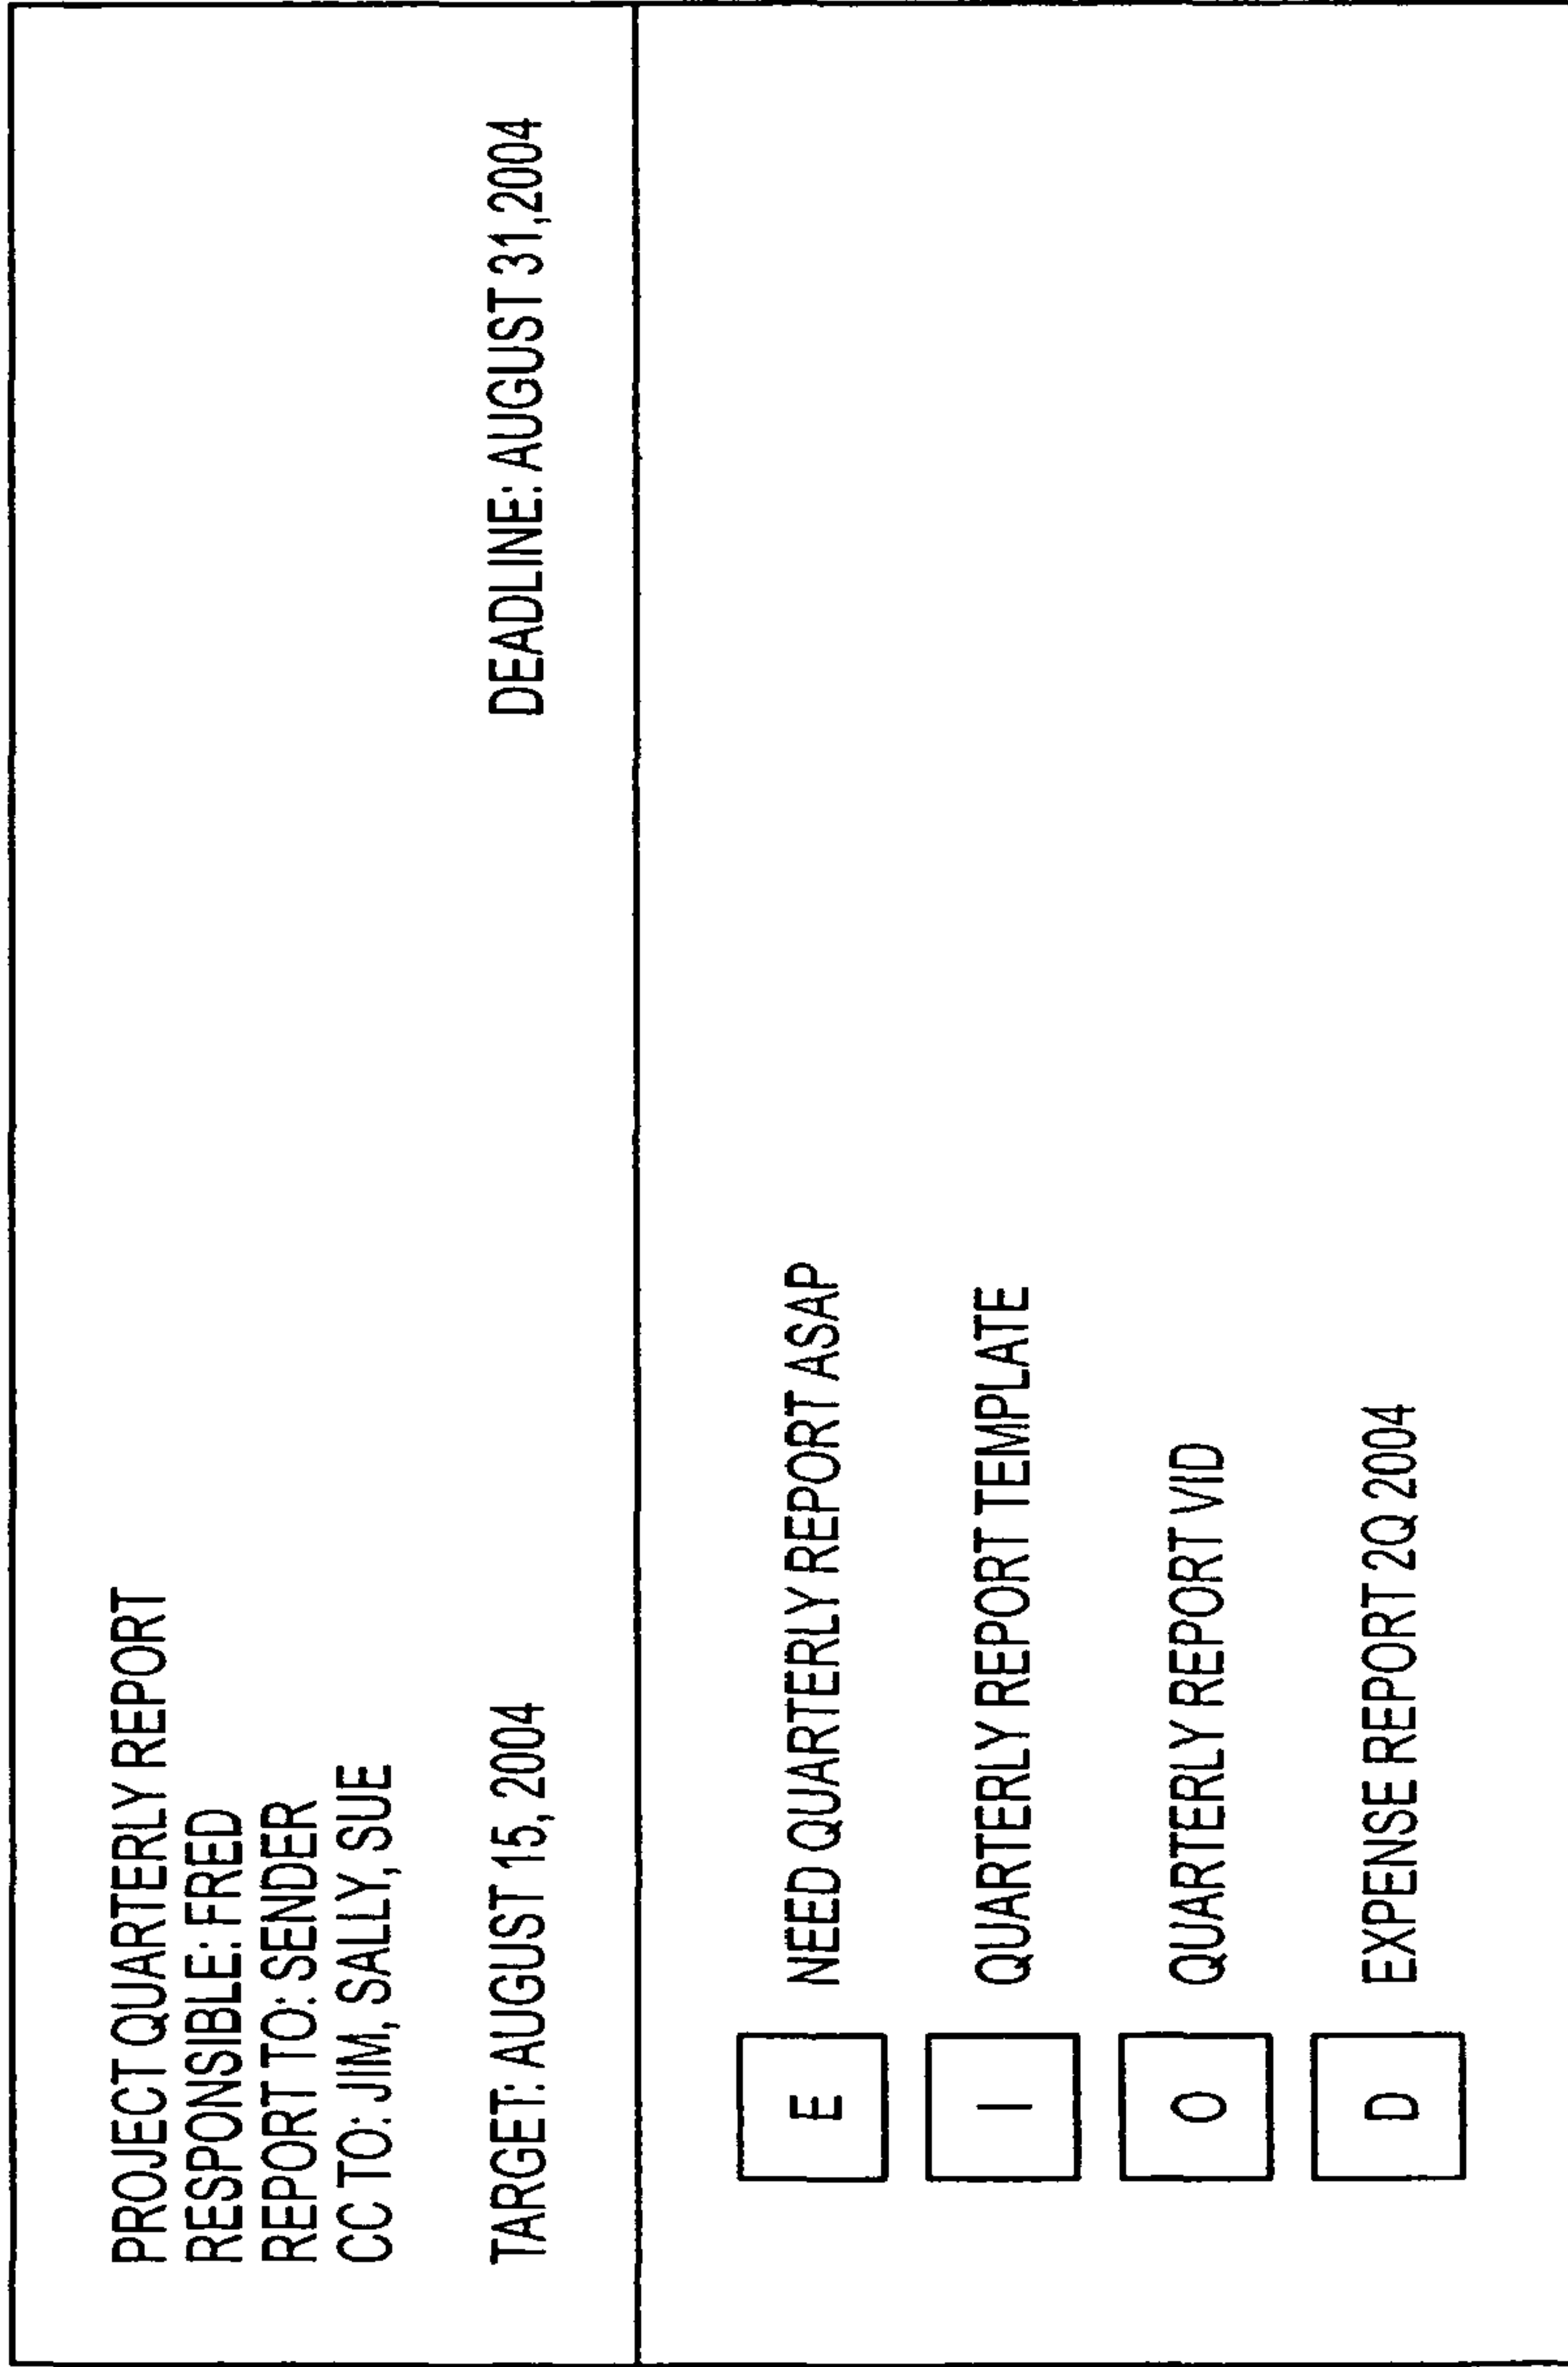 PROJECT QUARTERLY REPORT
RESPONSIBLE: FRED
REPORT TO: SENDER
CC TO: JIM, SALLY, SUE
TARGET: AUGUST 15, 2004 DEADLINE: AUGUST 31,2004
E NEED QUARTERLY REPORT ASAP
I QUARTERLY REPORT TEMPLATE
O QUARTERLY REPORT VID
D EXPENSE REPORT 2Q 2004